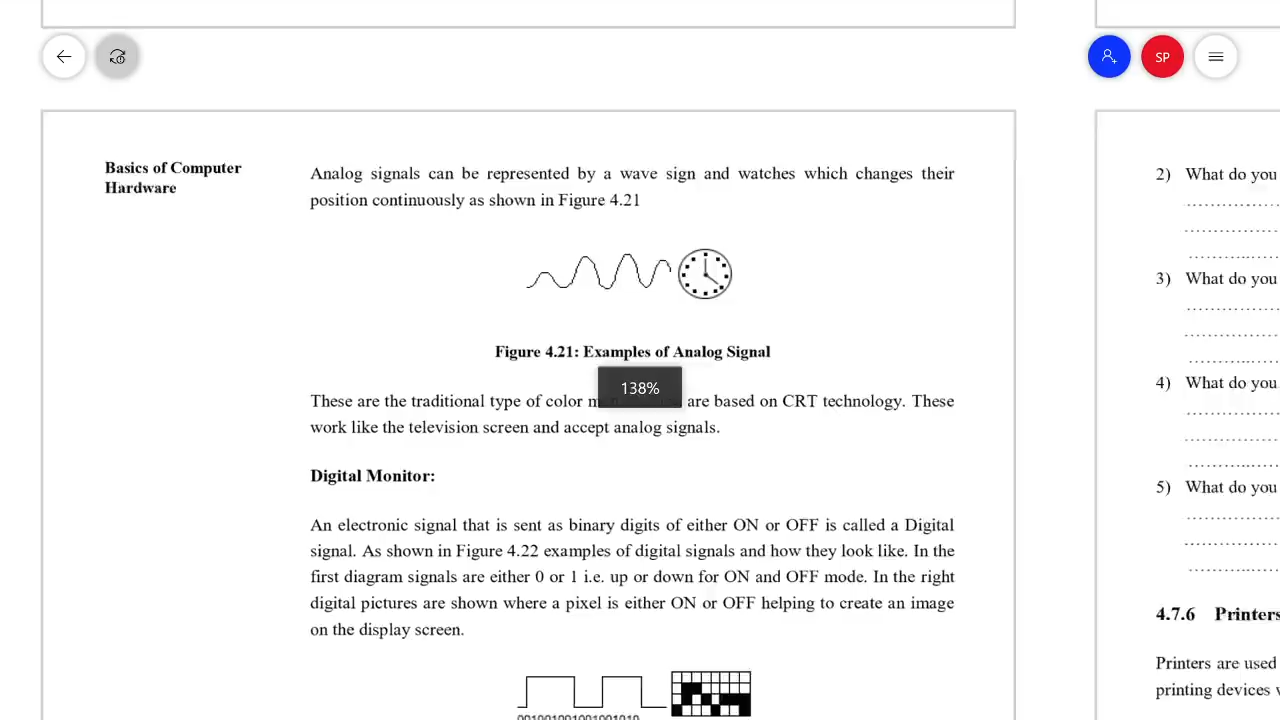 SP
Basics of Computer
Hardware
Analog signals can be represented by a wave sign and watches which changes their
position continuously as shown in Figure 4.21
Figure 4.21: Examples of Analog Signal
138%
These are the traditional type of color are based on CRT technology. These
work like the television screen and accept analog signals.
Digital Monitor:
An electronic signal that is sent as binary digits of either ON or OFF is called a Digital
signal. As shown in Figure 4.22 examples of digital signals and how they look like. In the
first diagram signals are either 0 or 1 i.e. up or down for ON and OFF mode. In the right
digital pictures are shown where a pixel is either ON or OFF helping to create an image
on the display screen.
2) What do you
3) What do you
4) What do you
5) What do you
4.7.6 Printers
Printers are used
printing devices